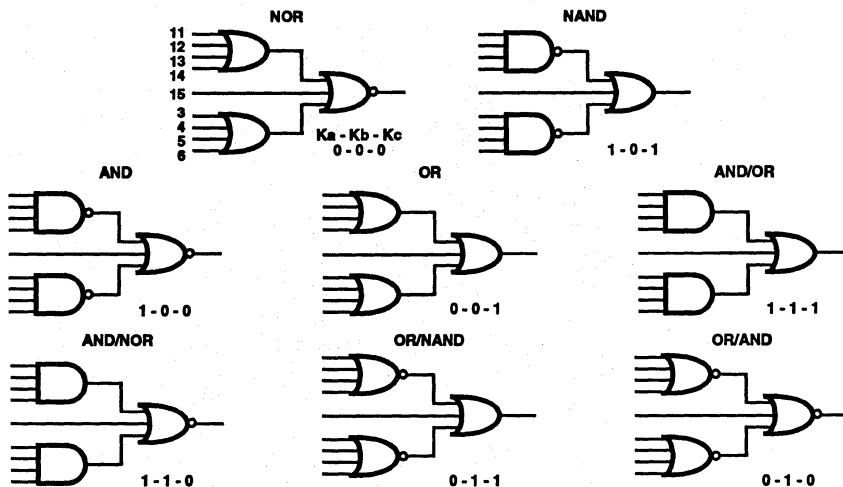 NOR
NAND
11
12
13
14
15
3
4
5
6
Ka - Kb - Kc
0 - 0 - 0
1 - 0 - 1
AND
OR
AND/OR
1 - 0 - 0
0 - 0 - 1
1 - 1 - 1
AND/NOR
OR/NAND
OR/AND
1 - 1 - 0
0 - 1 - 1
0 - 1 - 0